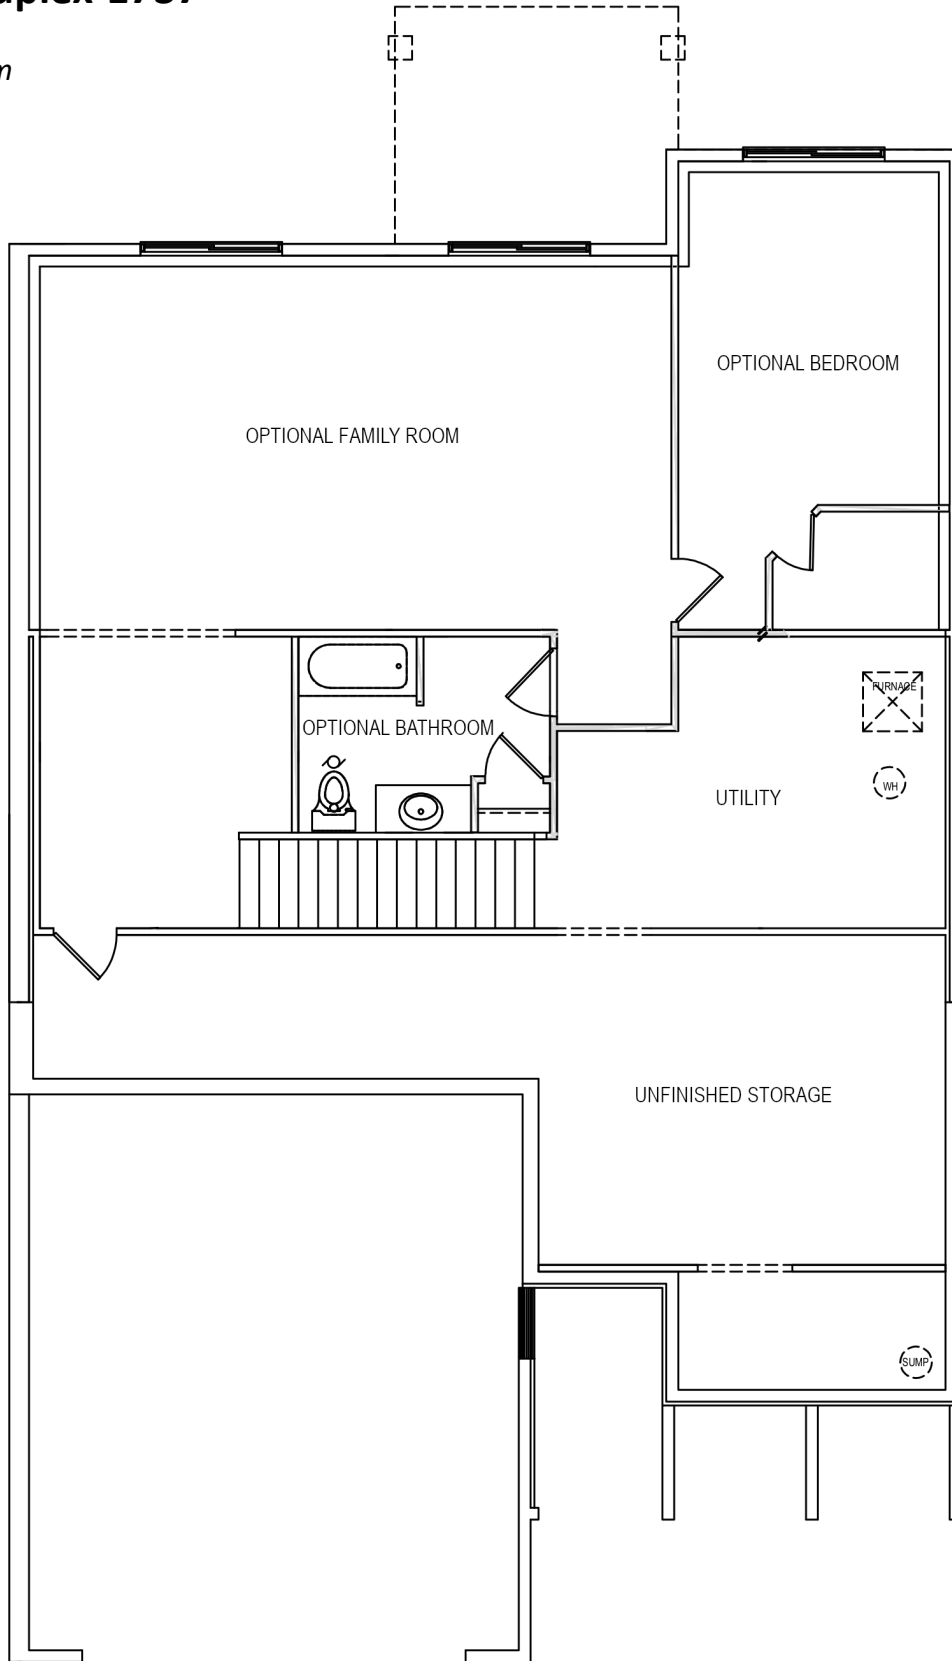 OPTIONAL BEDROOM
OPTIONAL FAMILY ROOM
FURNACE
OPTIONAL BATHROOM
WH
UTILITY
UNFINISHED STORAGE
SUMP